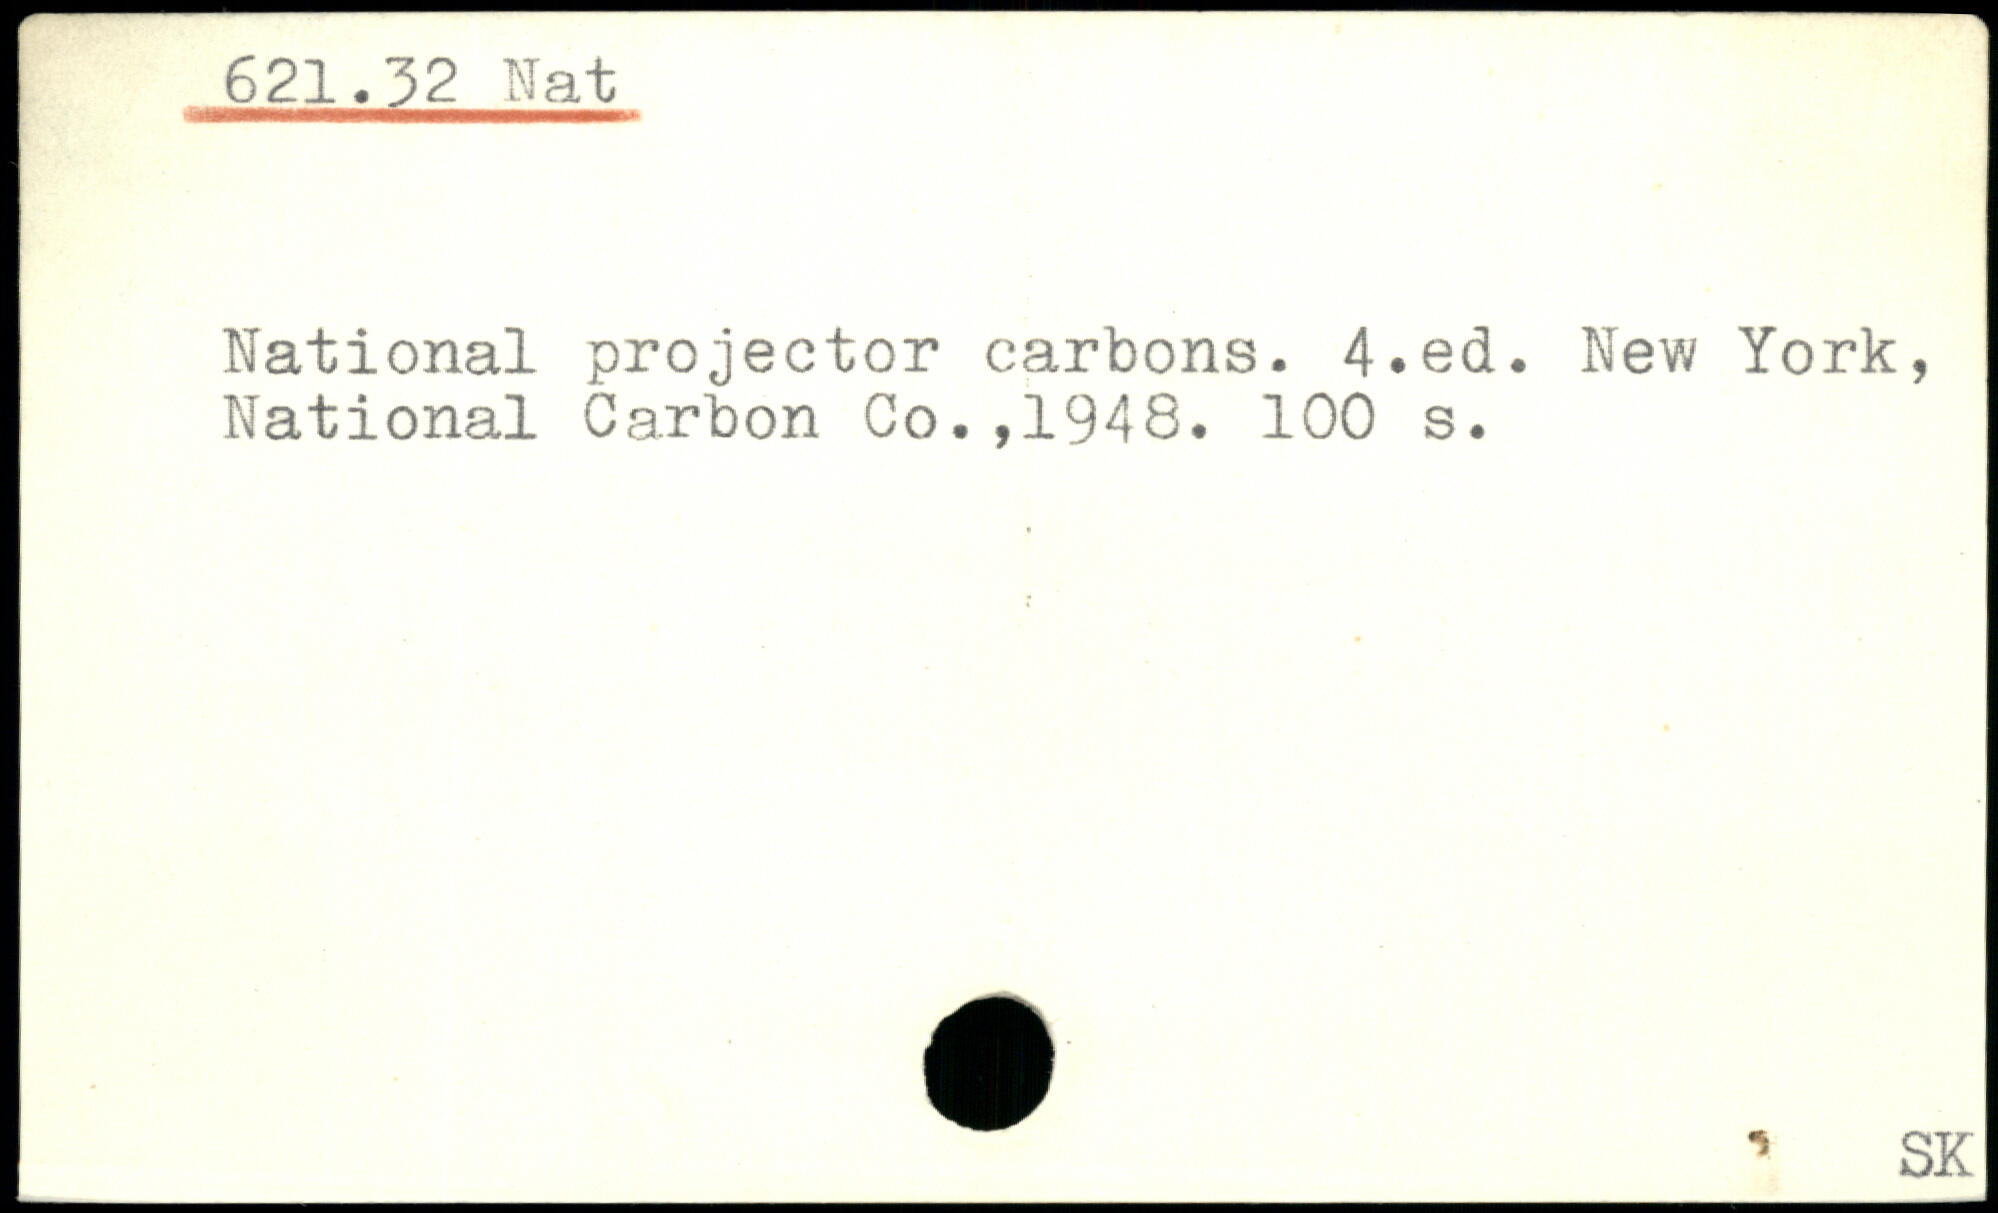 621.32 Nat
National projector carbons. 4.ed. New York,
National Carbon Co.,1948. 100 s.
SK